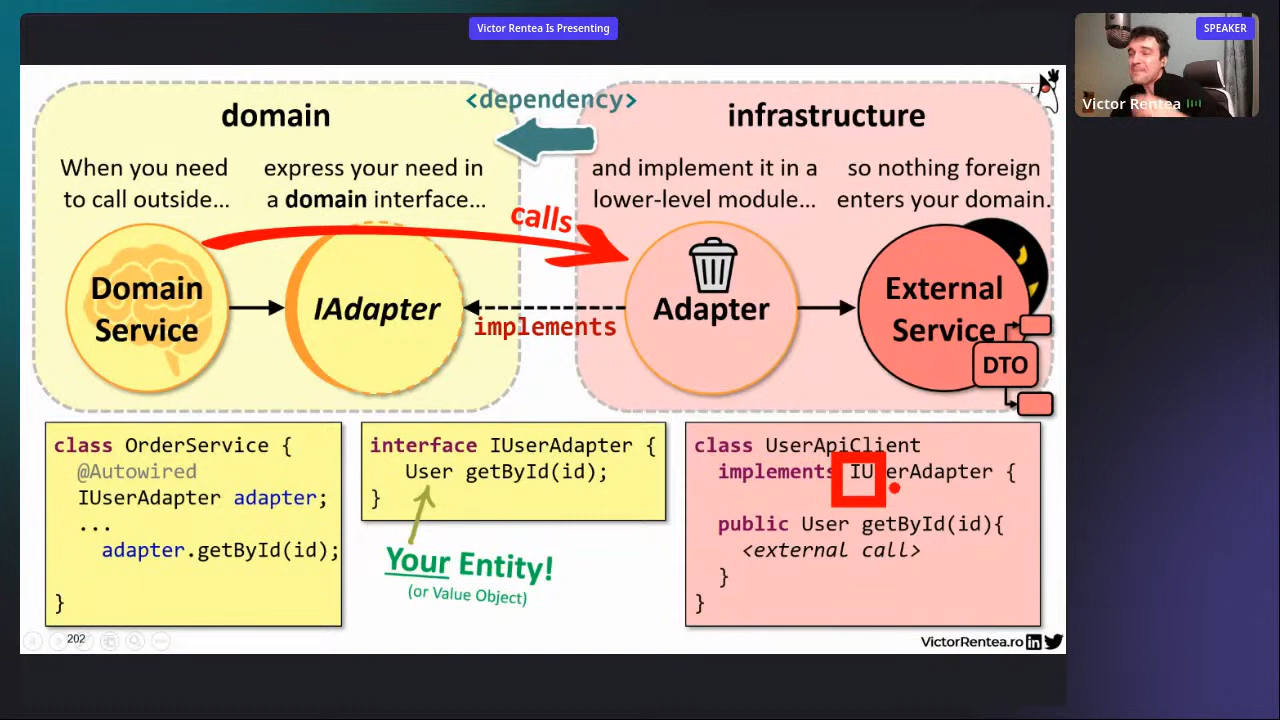 Victor Rentea Is Presenting
SPEAKER
Victor Rentea
<dependency>
domain
infrastructure
When you need
to call outside...
express your need in
a domain interface...
and implement it in a
lower-level module...
so nothing foreign
enters your domain.
calls
Domain
Service
IAdapter
implements
Adapter
External
Service
DTO
class OrderService {
@Autowired
IUserAdapter adapter;
...
adapter.getById(id);
}
interface IUserAdapter {
User getById(id);
}
Your Entity!
(or Value Object)
class UserApiClient
implements IUserAdapter {
public User getById(id){
<external call>
}
}
202
VictorRentea.ro